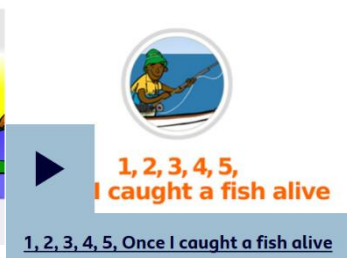 1, 2, 3, 4, 5,
I caught a fish alive
1, 2, 3, 4, 5, Once I caught a fish alive